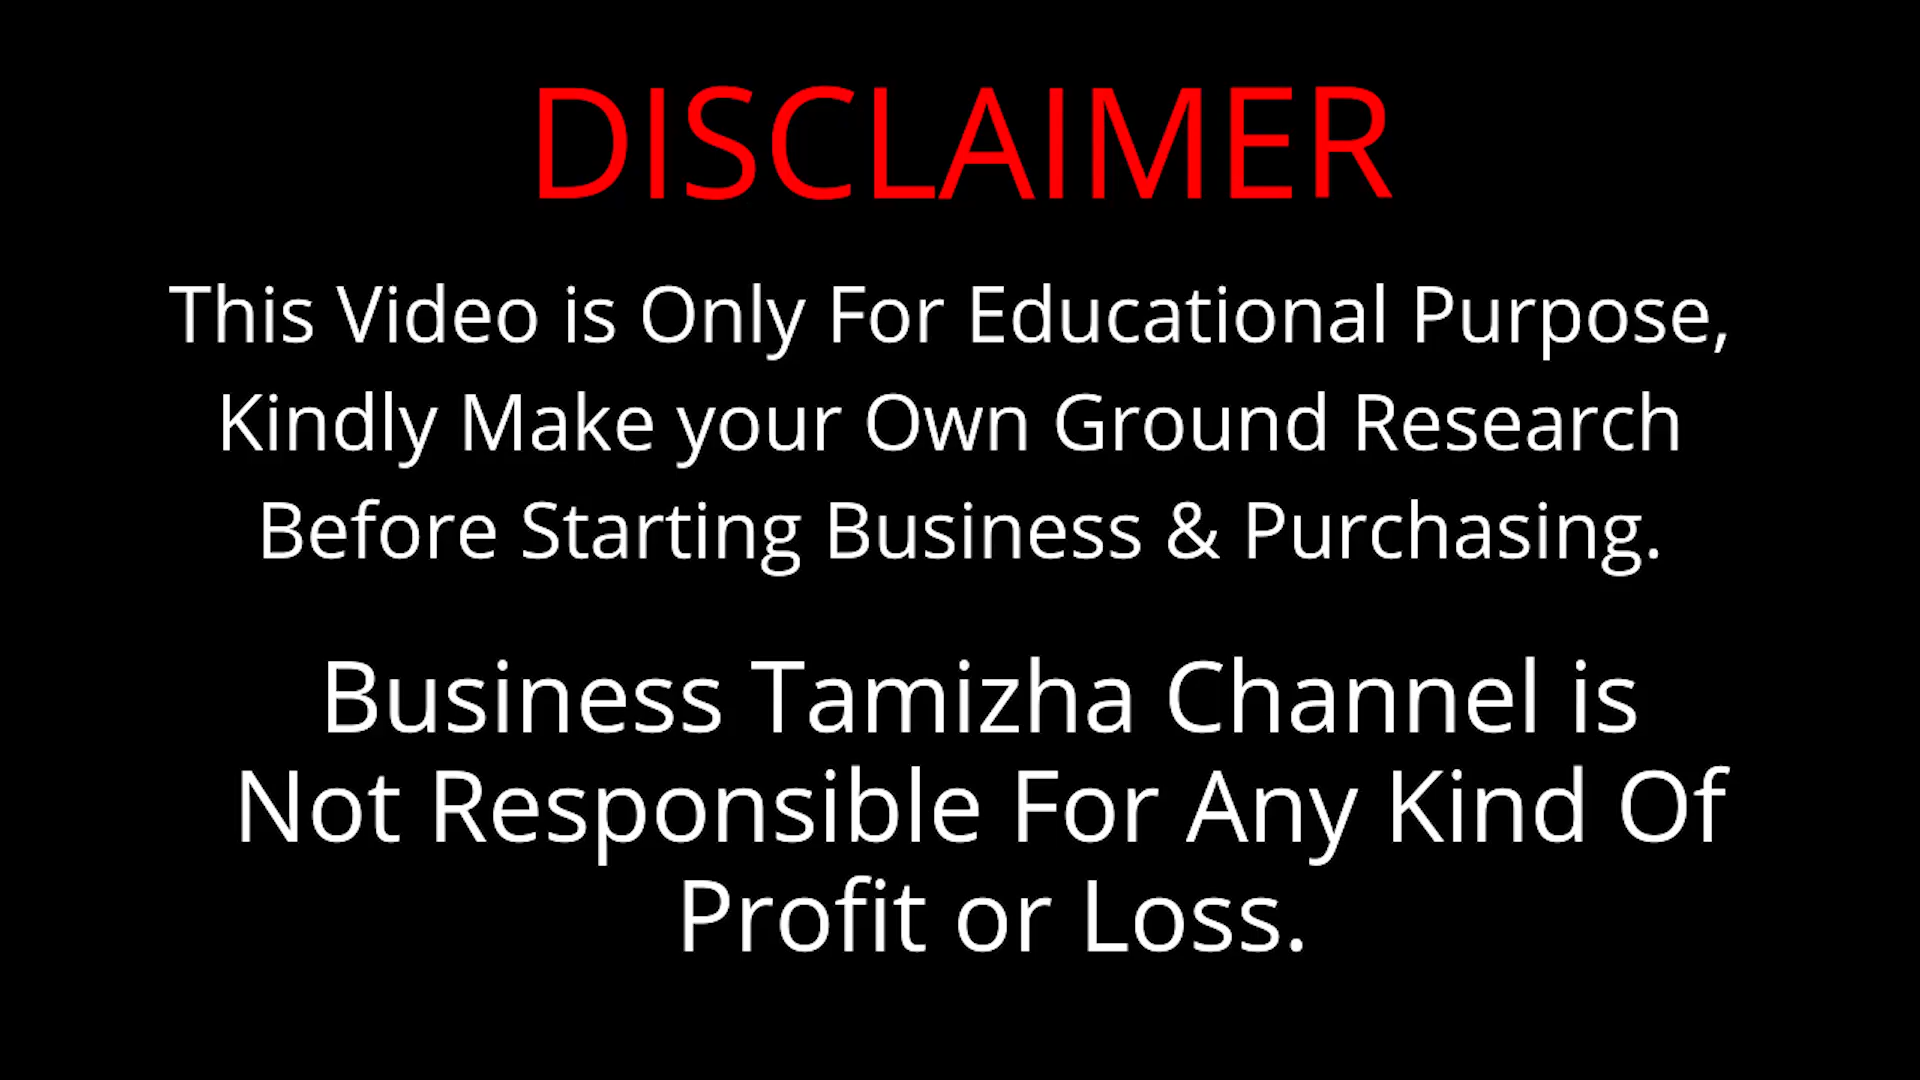 DISCLAIMER
This Video is Only For Educational Purpose,
Kindly Make your Own Ground Research
Before Starting Business & Purchasing.
Business Tamizha Channel is
Not Responsible For Any Kind Of
Profit or Loss.